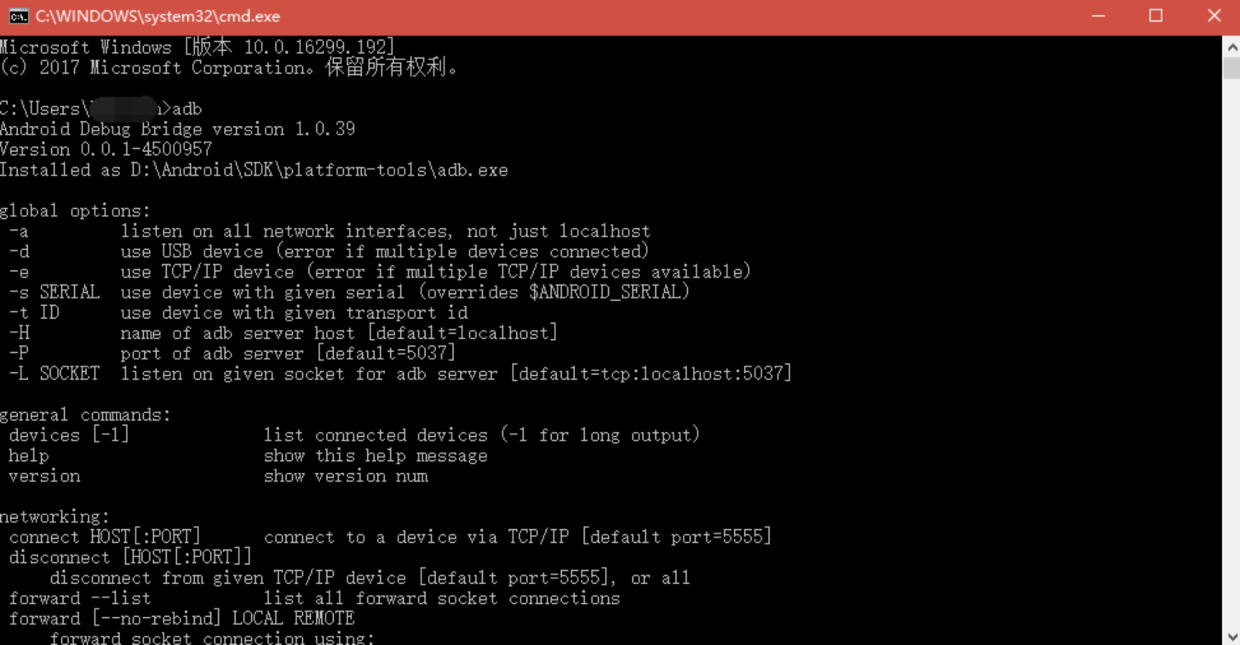 C:\WINDOWS\system32\cmd.exe
Microsoft Windows [版本 10.0.16299.192]
(c) 2017 Microsoft Corporation。保留所有权利。
C:\Users\ >adb
Android Debug Bridge version 1.0.39
Version 0.0.1-4500957
Installed as D:\Android\SDK\platform-tools\adb.exe
global options:
-a listen on all network interfaces, not just localhost
-d use USB device (error if multiple devices connected)
-e use TCP/IP device (error if multiple TCP/IP devices available)
-s SERIAL use device with given serial (overrides $ANDROID_SERIAL)
-t ID use device with given transport id
-H name of adb server host [default=localhost]
-P port of adb server [default=5037]
-L SOCKET listen on given socket for adb server [default=tcp:localhost:5037]
general commands:
devices [-l] list connected devices (-l for long output)
help show this help message
version show version num
networking:
connect HOST[:PORT] connect to a device via TCP/IP [default port=5555]
disconnect [HOST[:PORT]]
disconnect from given TCP/IP device [default port=5555], or all
forward --list list all forward socket connections
forward [--no-rebind] LOCAL REMOTE
forward socket connection using: